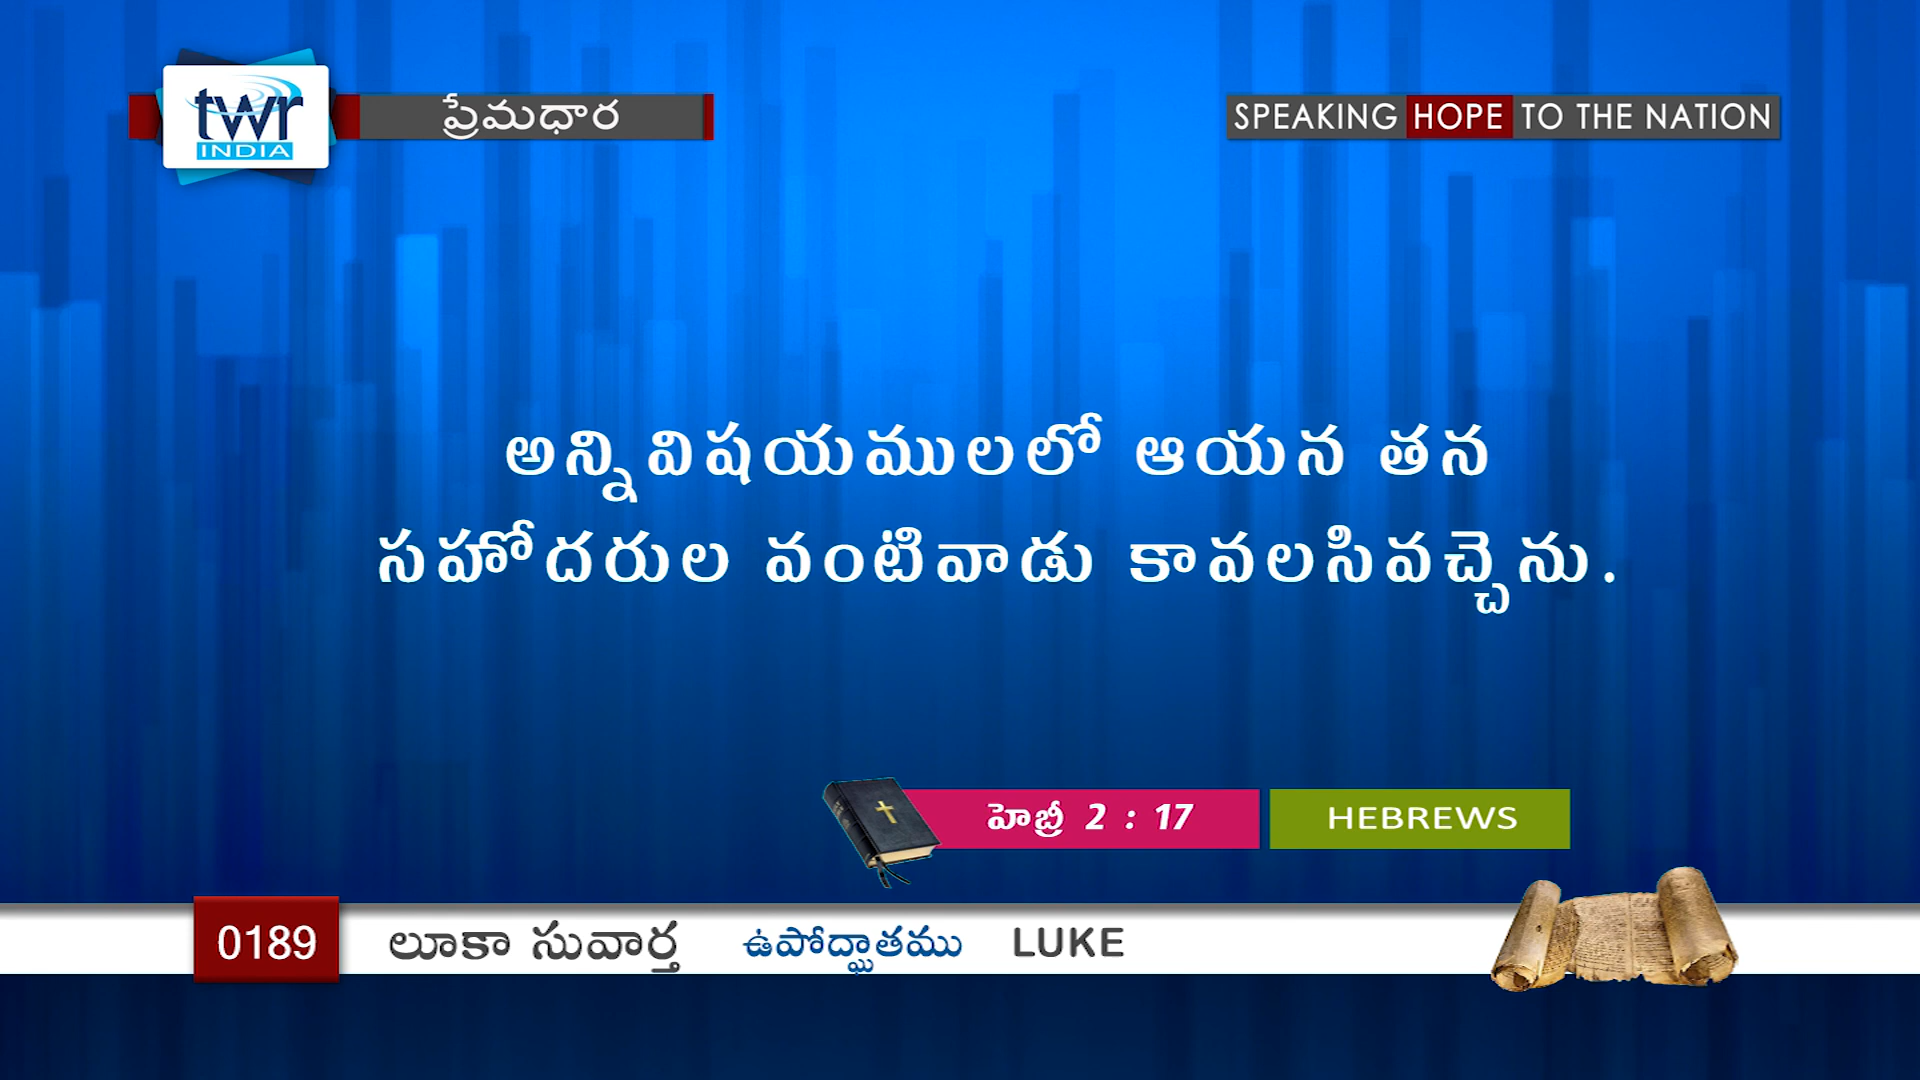 twr
INDIA
ప్రేమధార
SPEAKING HOPE TO THE NATION
అన్నివిషయములలో ఆయన తన
సహోదరుల వంటివాడు కావలసివచ్చెను.
హెబ్రీ 2 : 17
HEBREWS
0189
లూకా సువార్త ఉపోద్ఘాతము LUKE